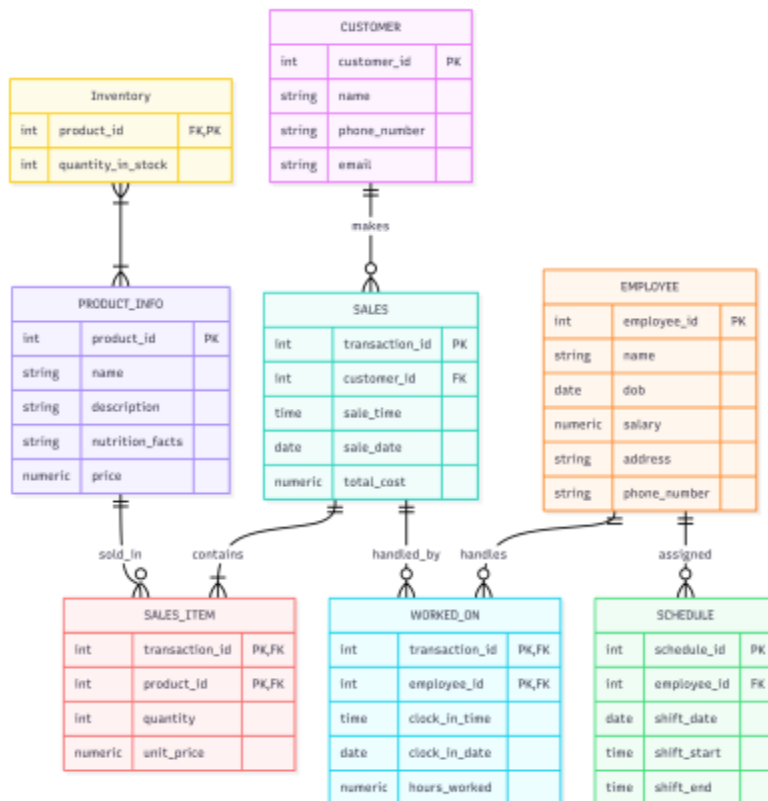 CUSTOMER
int customer_id PK
string name
string phone_number
string email
Inventory
int product_id FK,PK
int quantity_in_stock
makes
PRODUCT_INFO
int product_id PK
string name
string description
string nutrition_facts
numeric price
SALES
int transaction_id PK
int customer_id FK
time sale_time
date sale_date
numeric total_cost
EMPLOYEE
int employee_id PK
string name
date dob
numeric salary
string address
string phone_number
sold_in
contains
handled_by
handles
assigned
SALES_ITEM
int transaction_id PK,FK
int product_id PK,FK
int quantity
numeric unit_price
WORKED_ON
int transaction_id PK,FK
int employee_id PK,FK
time clock_in_time
date clock_in_date
numeric hours_worked
SCHEDULE
int schedule_id PK
int employee_id FK
date shift_date
time shift_start
time shift_end